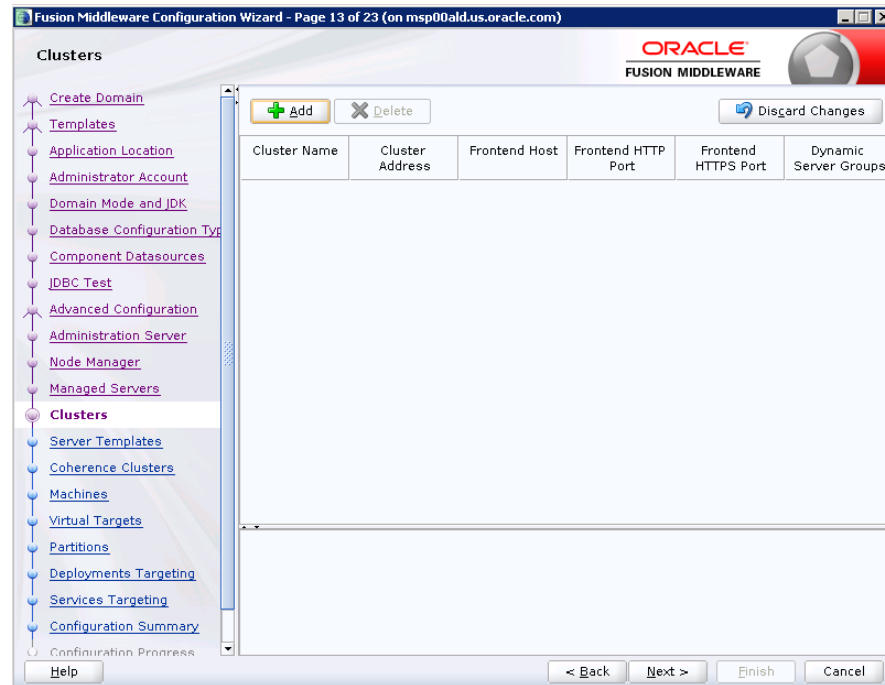 Fusion Middleware Configuration Wizard - Page 13 of 23 (on msp00ald.us.oracle.com)
Clusters
ORACLE
FUSION MIDDLEWARE
Create Domain
Templates
Application Location
Administrator Account
Domain Mode and JDK
Database Configuration Typ
Component Datasources
JDBC Test
Advanced Configuration
Administration Server
Node Manager
Managed Servers
Clusters
Server Templates
Coherence Clusters
Machines
Virtual Targets
Partitions
Deployments Targeting
Services Targeting
Configuration Summary
Configuration Progress
Add Delete Discard Changes
Cluster Name Cluster Frontend Host Frontend HTTP Frontend Dynamic
Address Port HTTPS Port Server Groups
Help < Back Next > Finish Cancel